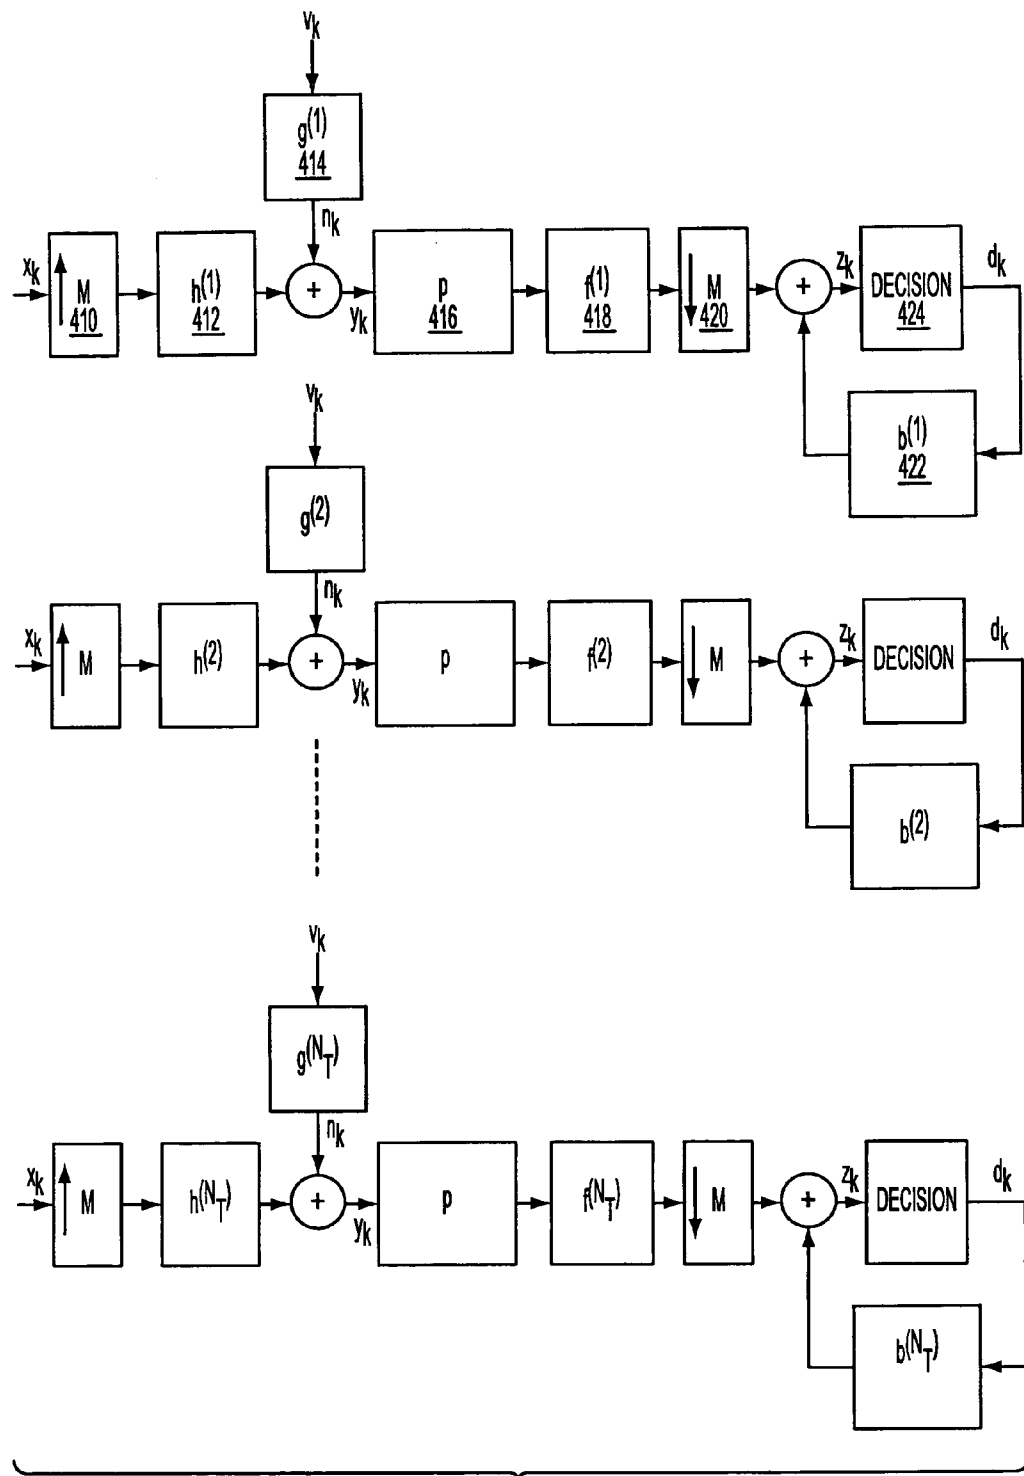 v_k
g^(1)
414
n_k
x_k
M
410
h^(1)
412
+
y_k
p
416
f^(1)
418
M
420
+
z_k
DECISION
424
d_k
b^(1)
422
v_k
g^(2)
n_k
x_k
M
h^(2)
+
y_k
p
f^(2)
M
+
z_k
DECISION
d_k
b^(2)
v_k
g^(N_T)
n_k
x_k
M
h^(N_T)
+
y_k
p
f^(N_T)
M
+
z_k
DECISION
d_k
b^(N_T)